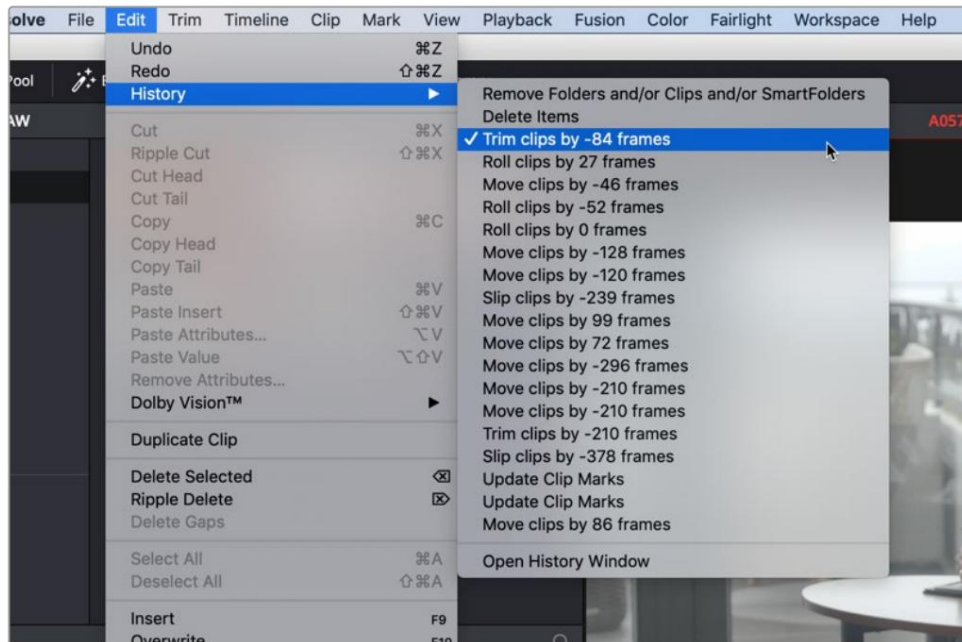 olve File Edit Trim Timeline Clip Mark View Playback Fusion Color Fairlight Workspace Help
Undo ⌘Z
Redo ⇧⌘Z
ool
History ▶
AW
A057
Cut ⌘X
Ripple Cut ⇧⌘X
Cut Head
Cut Tail
Copy ⌘C
Copy Head
Copy Tail
Paste ⌘V
Paste Insert ⇧⌘V
Paste Attributes... ⌥V
Paste Value ⌥⇧V
Remove Attributes...
Dolby Vision™ ▶
Duplicate Clip
Delete Selected ⌫
Ripple Delete ⌦
Delete Gaps
Select All ⌘A
Deselect All ⇧⌘A
Insert F9
Overwrite F10
Remove Folders and/or Clips and/or SmartFolders
Delete Items
✓ Trim clips by -84 frames
Roll clips by 27 frames
Move clips by -46 frames
Roll clips by -52 frames
Roll clips by 0 frames
Move clips by -128 frames
Move clips by -120 frames
Slip clips by -239 frames
Move clips by 99 frames
Move clips by 72 frames
Move clips by -296 frames
Move clips by -210 frames
Move clips by -210 frames
Trim clips by -210 frames
Slip clips by -378 frames
Update Clip Marks
Update Clip Marks
Move clips by 86 frames
Open History Window